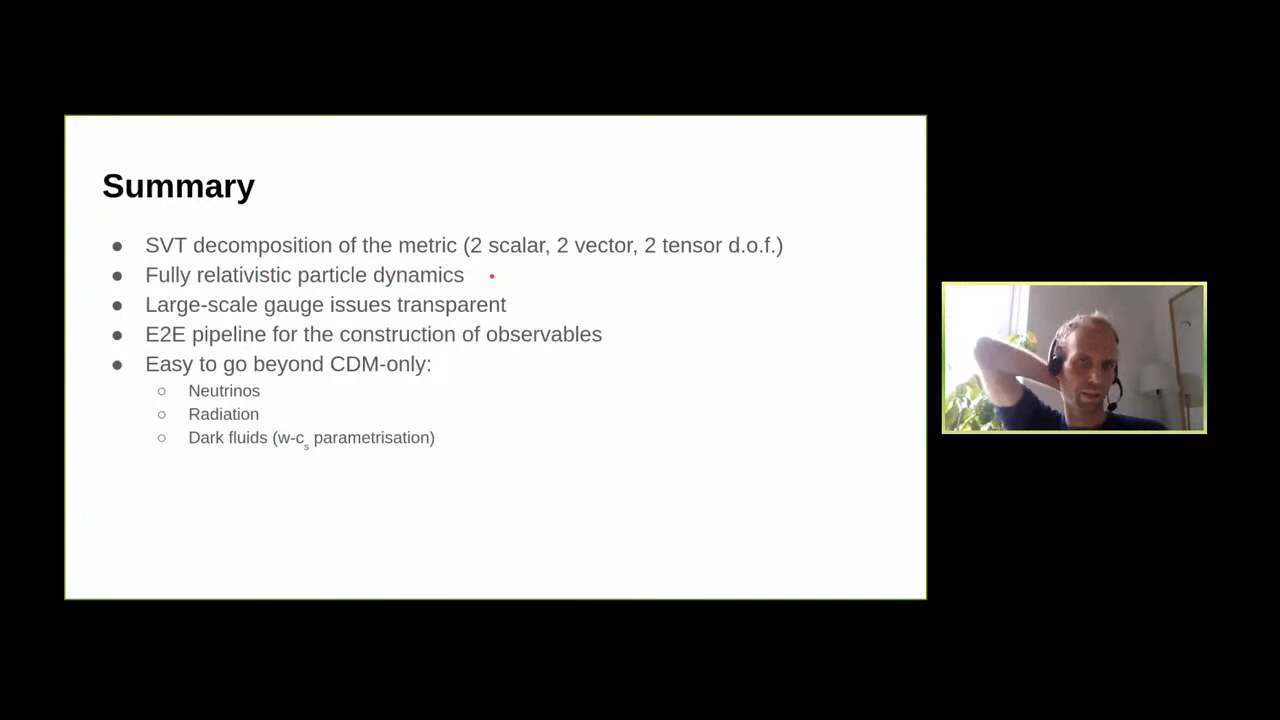 Summary
● SVT decomposition of the metric (2 scalar, 2 vector, 2 tensor d.o.f.)
● Fully relativistic particle dynamics
● Large-scale gauge issues transparent
● E2E pipeline for the construction of observables
● Easy to go beyond CDM-only:
○ Neutrinos
○ Radiation
○ Dark fluids (w-cs parametrisation)